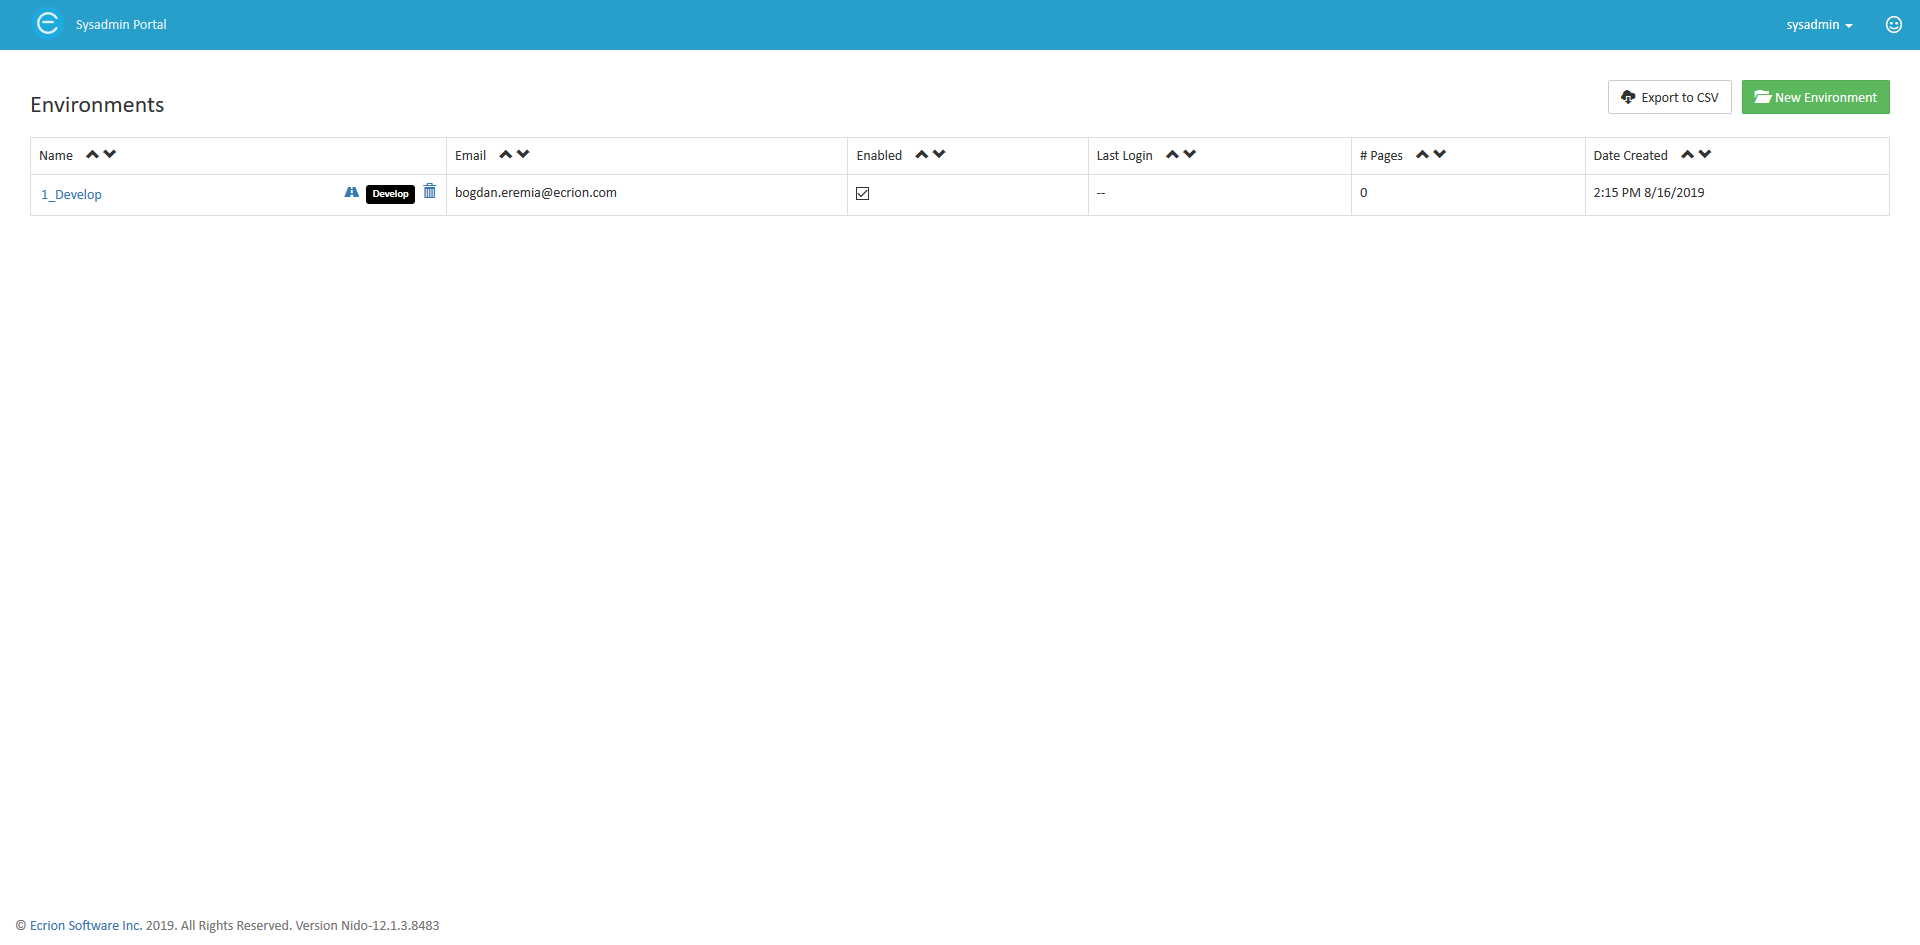 Sysadmin Portal
sysadmin
Environments
Export to CSV
New Environment
Name Email Enabled Last Login # Pages Date Created
1_Develop Develop bogdan.eremia@ecrion.com -- 0 2:15 PM 8/16/2019
© Ecrion Software Inc. 2019. All Rights Reserved. Version Nido-12.1.3.8483